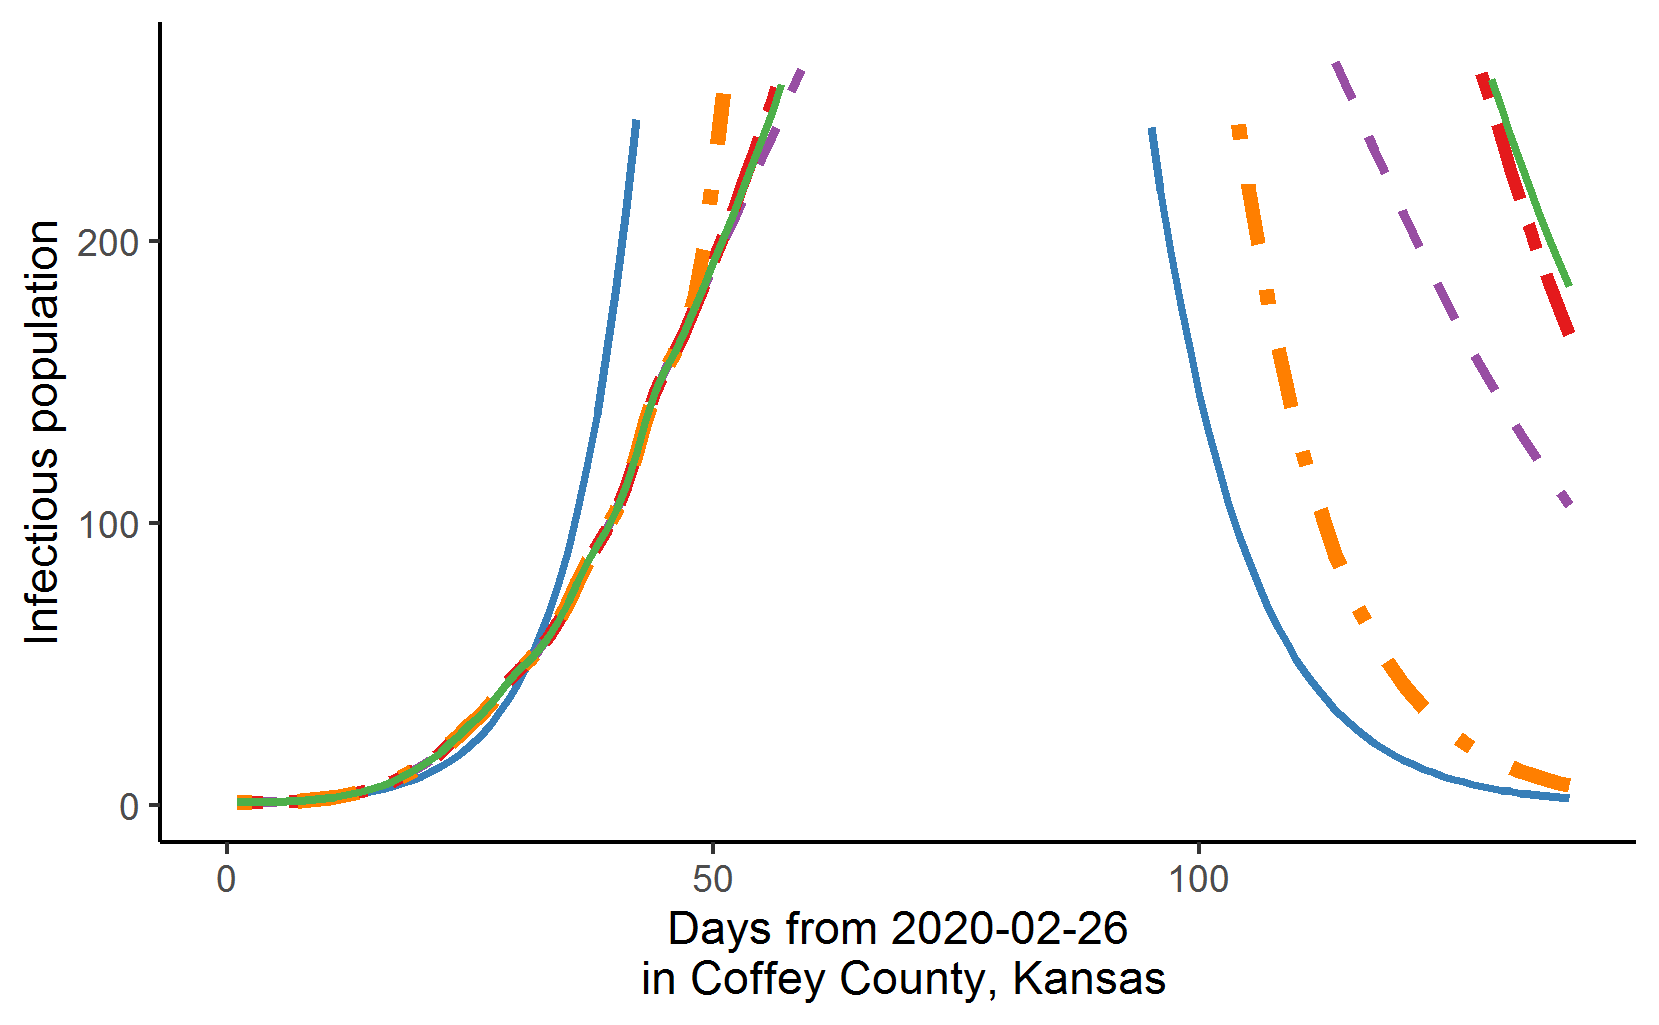 Infectious population
200
100
0
0
50
100
Days from 2020-02-26
in Coffey County, Kansas